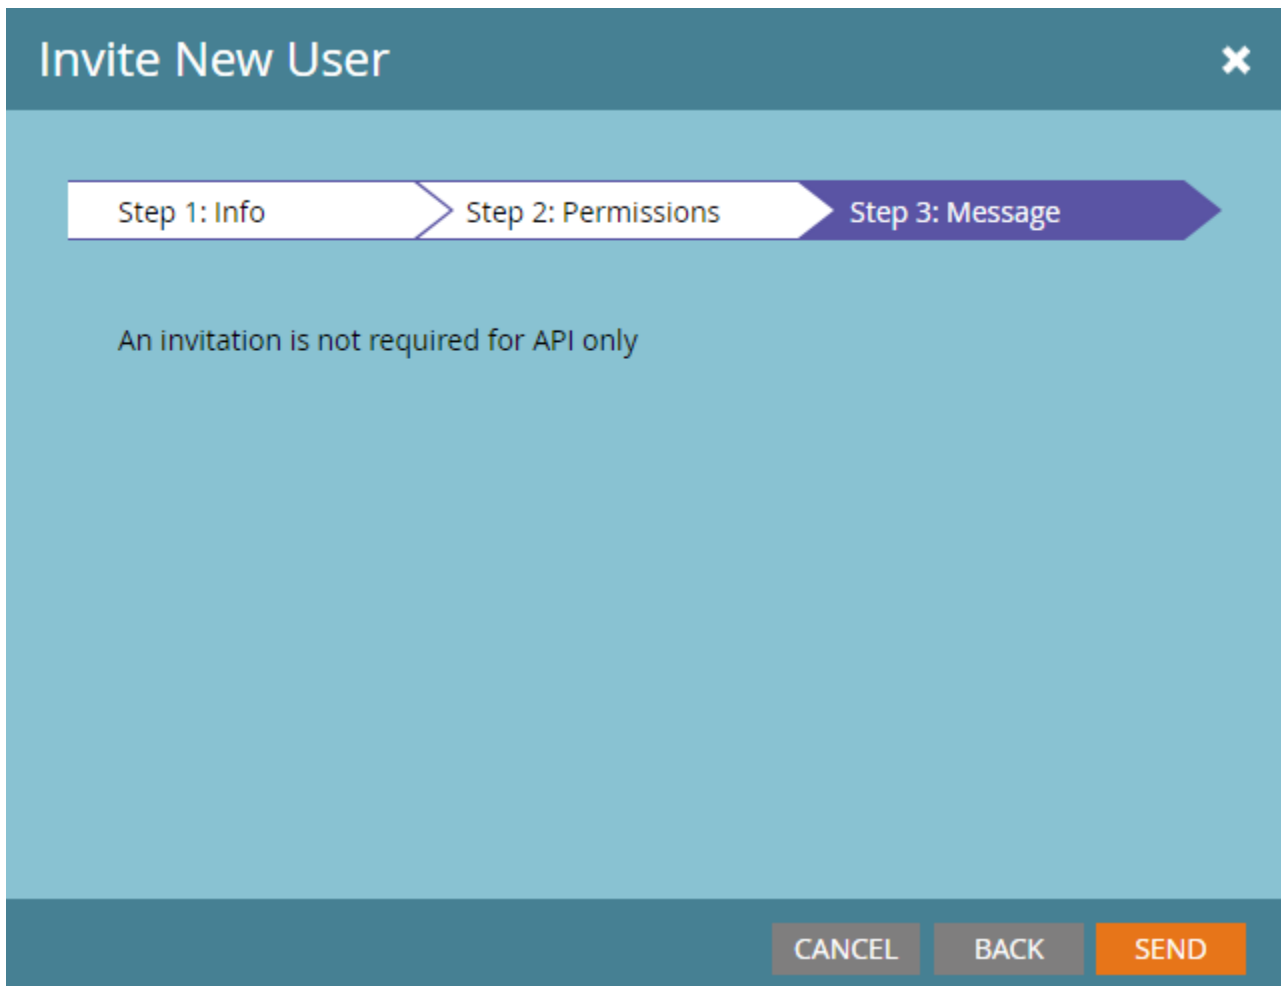 Invite New User
Step 1: Info
Step 2: Permissions
Step 3: Message
An invitation is not required for API only
CANCEL
BACK
SEND